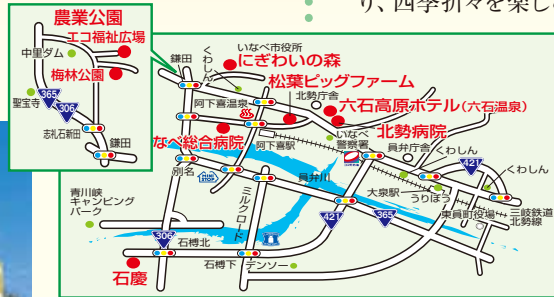 り、四季折々を楽し
農業公園
エコ福祉広場
中里ダム
梅林公園
聖宝寺
365
306
志礼石新田
鎌田
鎌田
くわしん
いなべ市役所
にぎわいの森
松葉ピッグファーム
阿下喜温泉
北勢庁舎
六石高原ホテル(六石温泉)
なべ総合病院
阿下喜駅
いなべ
警察署
北勢病院
員弁庁舎
くわしん
421
くわしん
別名
員弁川
大泉駅
うりぼう
東員町役場
三岐鉄道
北勢線
青川峡
キャンピング
パーク
ミルクロード
421
365
306
石榑北
石慶
石榑下
デンソー